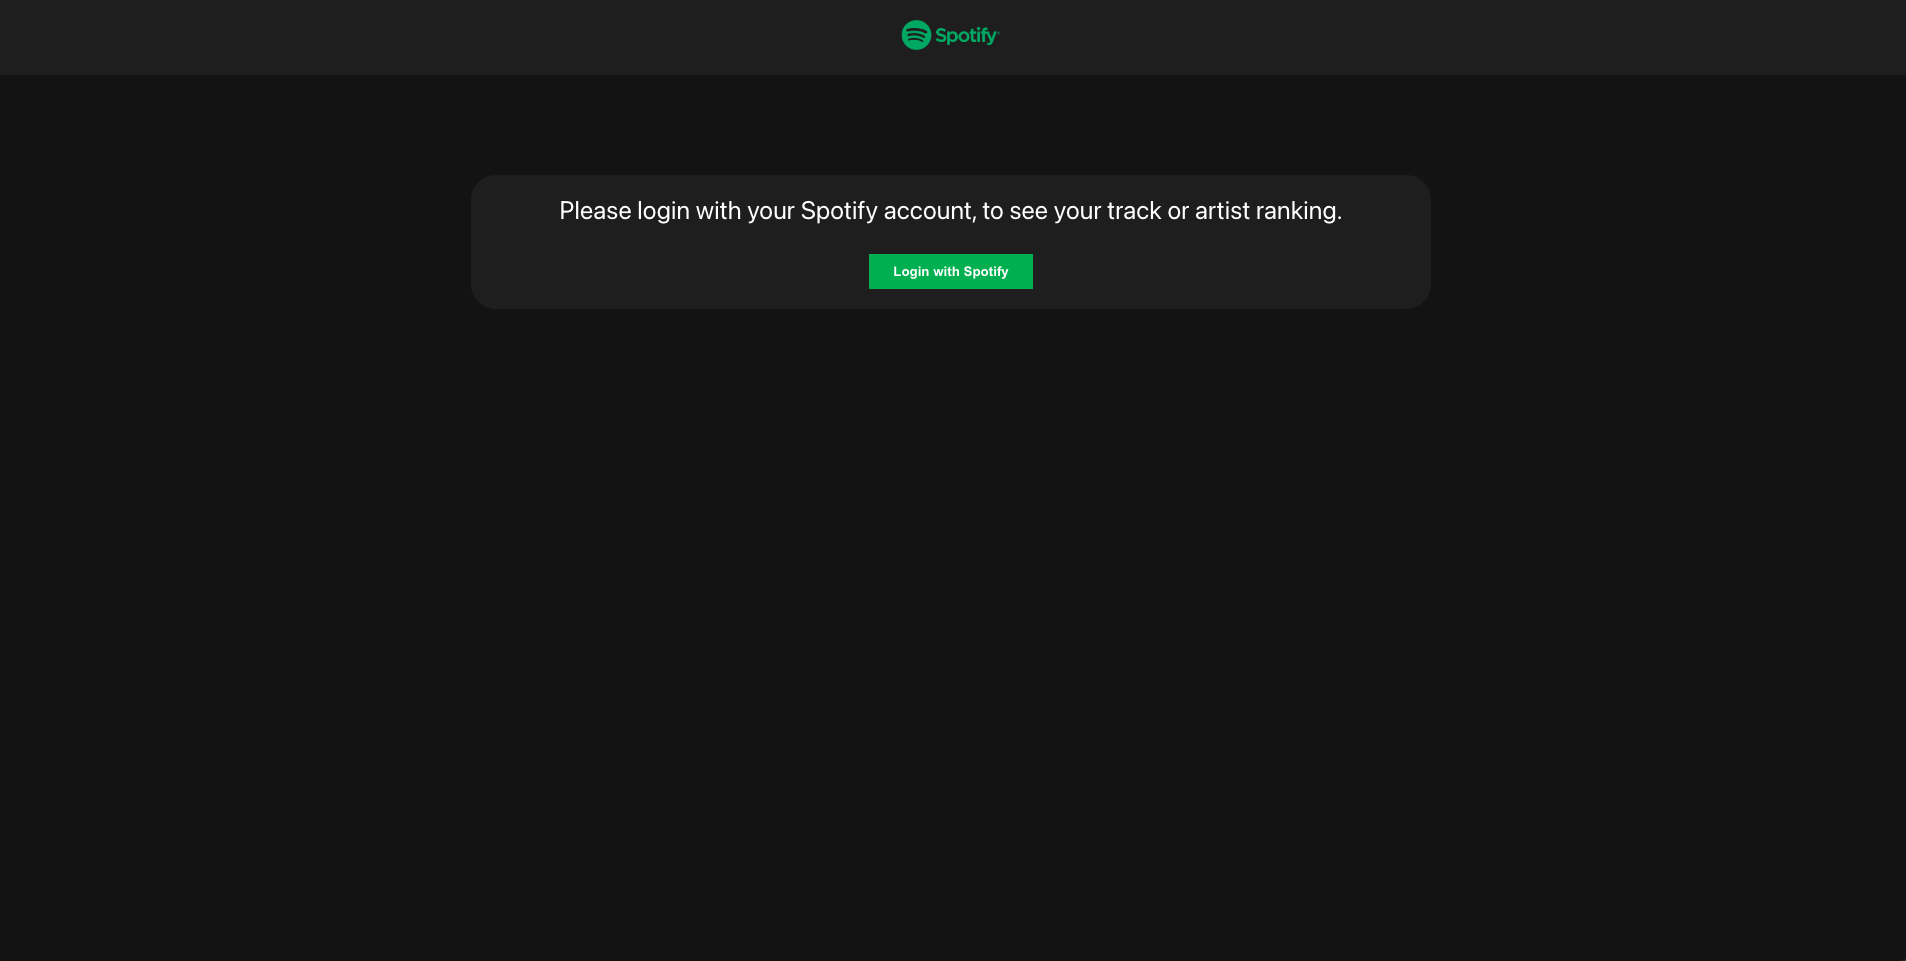 Spotify
Please login with your Spotify account, to see your track or artist ranking.
Login with Spotify